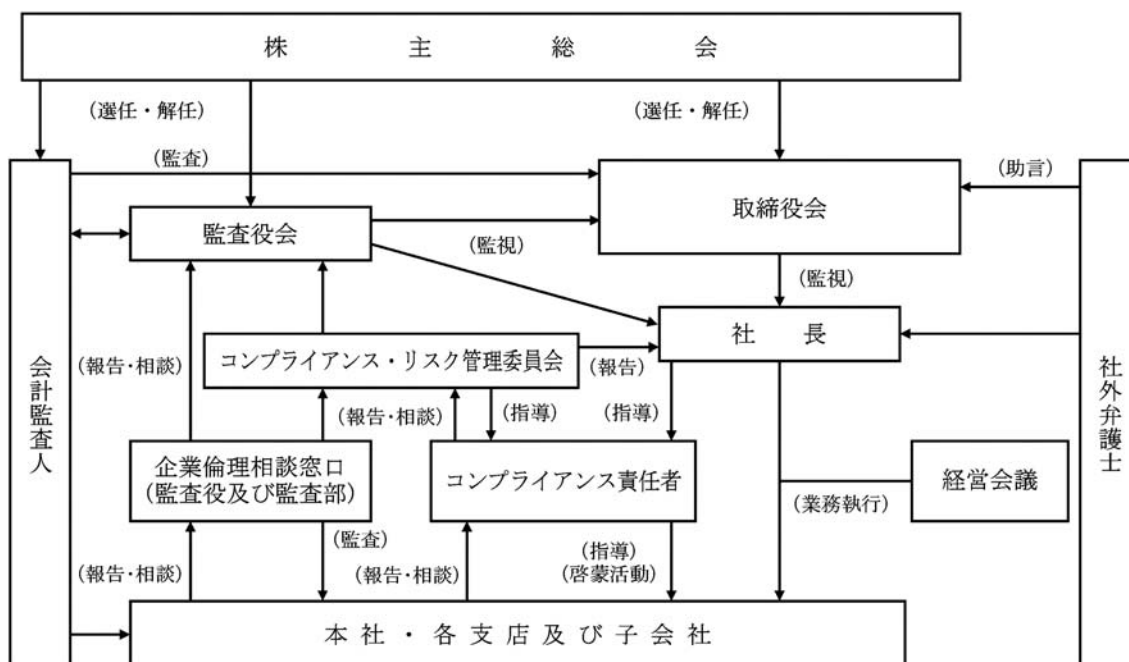 株主総会
（選任・解任）
（選任・解任）
（監査）
（助言）
取締役会
監査役会
（監視）
（監視）
社長
コンプライアンス・リスク管理委員会
（報告）
（報告・相談）
（報告・相談）
（指導）
（指導）
会計監査人
社外弁護士
企業倫理相談窓口
（監査役及び監査部）
コンプライアンス責任者
経営会議
（業務執行）
（監査）
（指導）
（啓蒙活動）
（報告・相談）
（報告・相談）
本社・各支店及び子会社